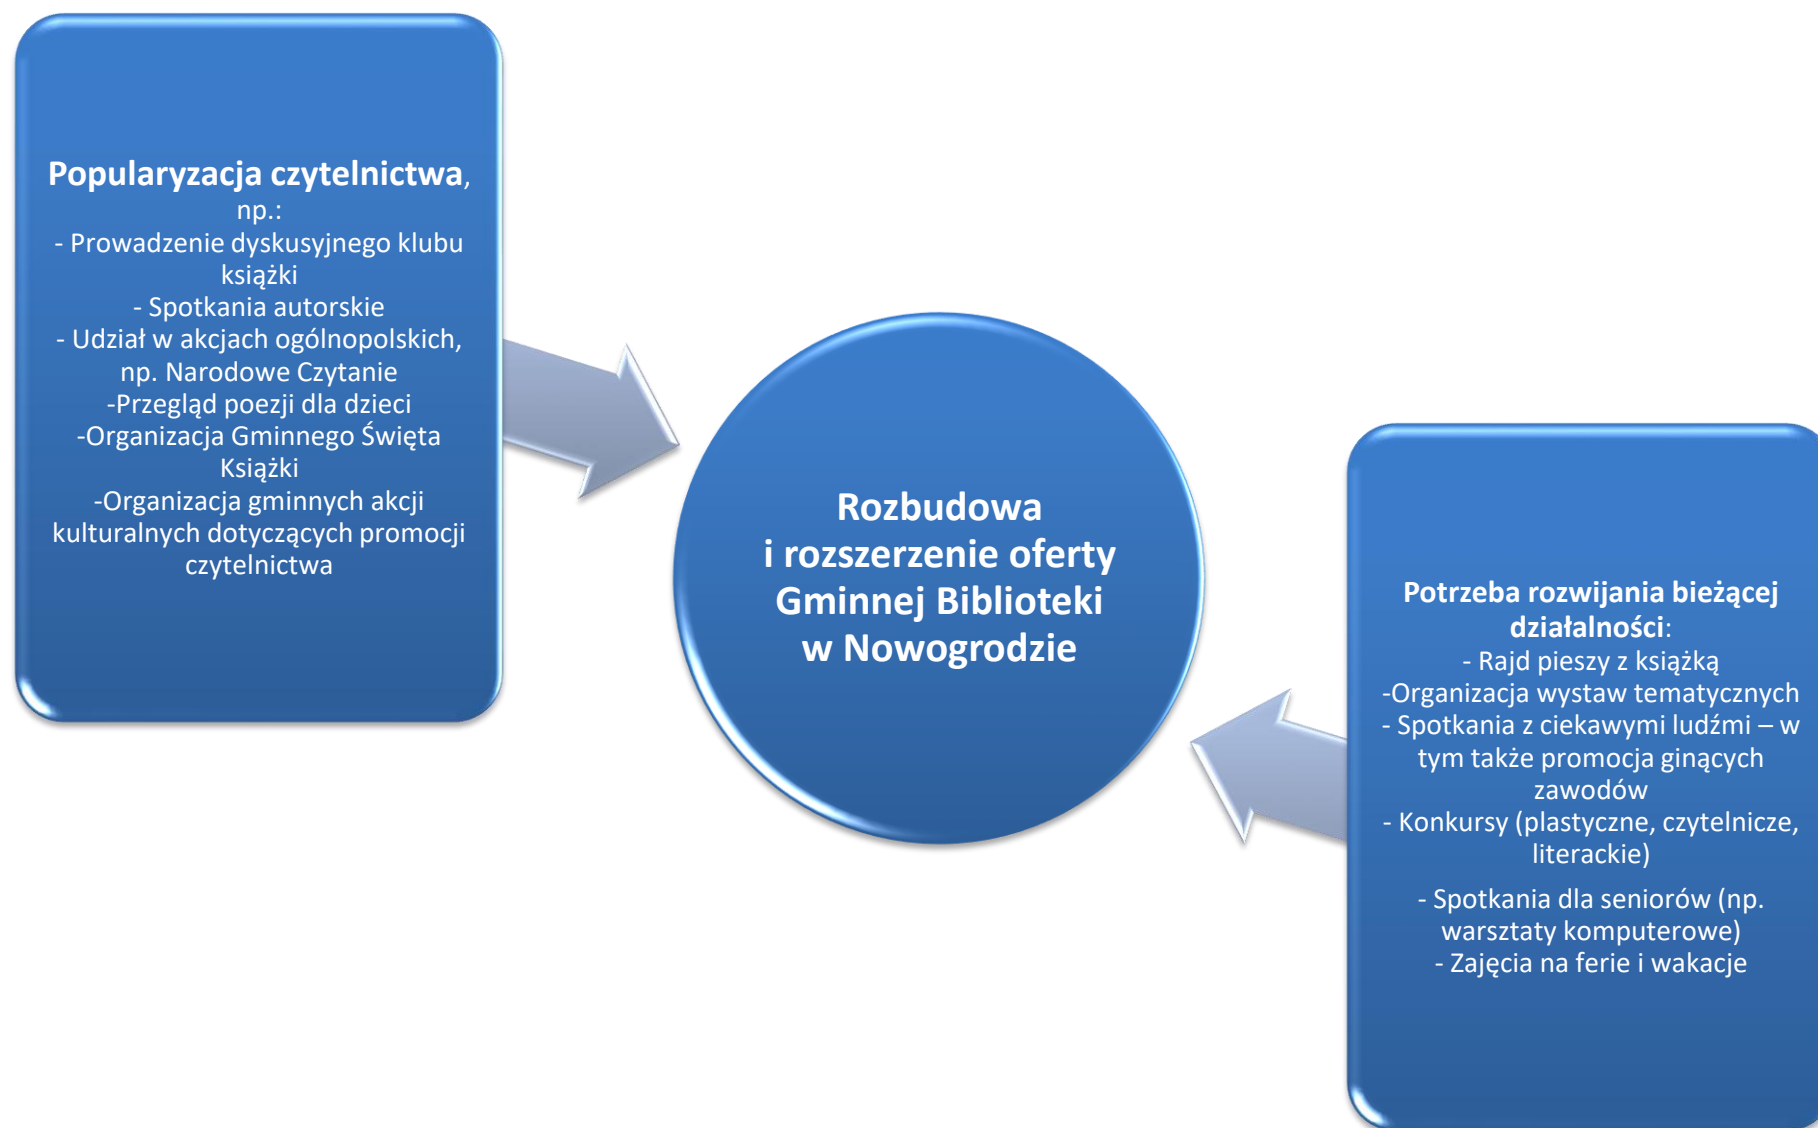 Popularyzacja czytelnictwa,
np.:
- Prowadzenie dyskusyjnego klubu
książki
- Spotkania autorskie
- Udział w akcjach ogólnopolskich,
np. Narodowe Czytanie
-Przegląd poezji dla dzieci
-Organizacja Gminnego Święta
Książki
-Organizacja gminnych akcji
kulturalnych dotyczących promocji
czytelnictwa
Rozbudowa
i rozszerzenie oferty
Gminnej Biblioteki
w Nowogrodzie
Potrzeba rozwijania bieżącej
działalności:
- Rajd pieszy z książką
-Organizacja wystaw tematycznych
- Spotkania z ciekawymi ludźmi – w
tym także promocja ginących
zawodów
- Konkursy (plastyczne, czytelnicze,
literackie)
- Spotkania dla seniorów (np.
warsztaty komputerowe)
- Zajęcia na ferie i wakacje